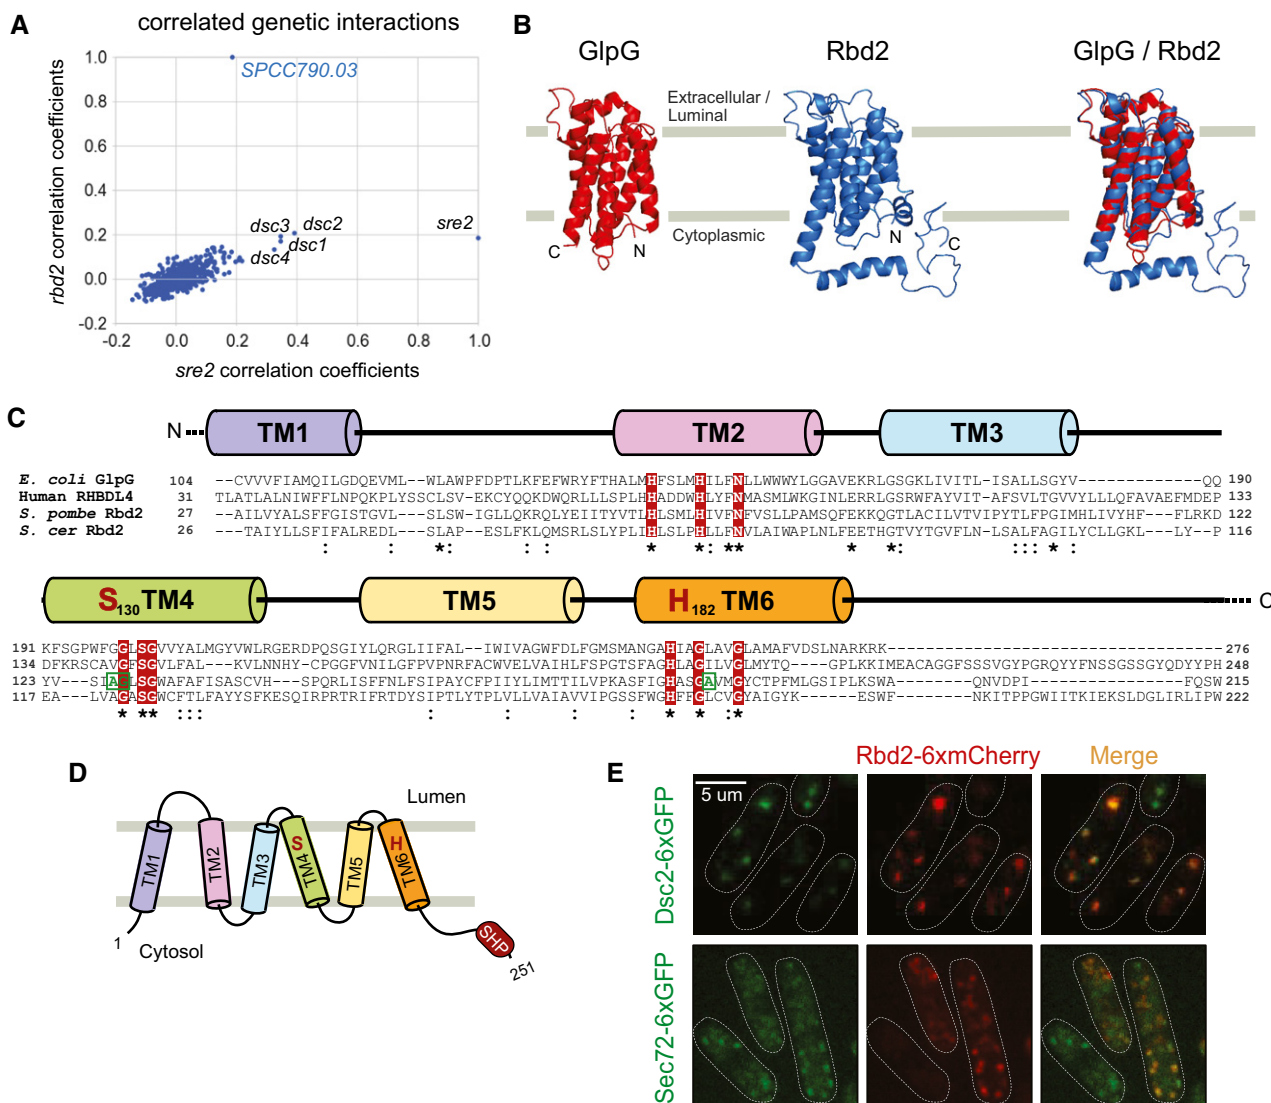 A
correlated genetic interactions
rbd2 correlation coefficients
1.0
0.8
0.6
0.4
0.2
0.0
-0.2
SPCC790.03
dsc3
dsc2
dsc1
dsc4
sre2
-0.2
0.0
0.2
0.4
0.6
0.8
1.0
sre2 correlation coefficients
B
GlpG
Rbd2
GlpG / Rbd2
Extracellular / Luminal
Cytoplasmic
C
N
N
C
C
N
TM1
TM2
TM3
E. coli GlpG 104 --CVVVFIAMQILGDQEVML--WLAWPFDPTLKFEFWRYFTHALMHFSLMHILFNLLWWWYLGGAVEKRLGSGKLIVITL-ISALLSGYV-------------QQ 190
Human RHBDL4 31 TLATLALNIWFFLNPQKPLYSSCLSV-EKCYQQKDWQRLLLSPLHHADDWHLYFNMASMLWKGINLERRLGSRWFAYVIT-AFSVLTGVVYLLLQFAVAEFMDEP 133
S. pombe Rbd2 27 --AILVYALSFFGISTGVL---SLSW-IGLLKQRQLYEIITYVTLHLSMLHIVFNFVSLLPAMSQFEKKQGTLACILVTVIPYTLFPGIMHLIVYHF--FLRKD 122
S. cer Rbd2 26 --TAIYLLSFIFALREDL----SLAP--ESLFKLQMSRLSLYPLIHLSLPHLLFNVLAIWAPLNLFEETHGTVYTGVFLN-LSALFAGILYCLLGKL---LY--P 116
S130 TM4
TM5
H182 TM6
C
191 KFSGPWFGGLSGVVYALMGYVWLRGERDPQSGIYLQRGLIIFAL-IWIVAGWFDLFGMSMANGAHIAGLAVGLAMAFVDSLNARKRK 276
134 DFKRSCAVGFSGVLFAL---KVLNNHY-CPGGFVNILGFPVPNRFACWVELVAIHLFSPGTSFAGHLAGILVGLMYTQ----GPLKKIMEACAGGFSSSVGYPGRQYYFNSSGSSGYQDYYPH 248
123 YV---SIAGLSGWAFAFISASCVH---SPQRLISFFNLFSIPAYCFPIIYLIVMTILVPKASFIGHASGAVMGYCTPFMLGSIPLKSIA---------QNVDPI---------------FQSW 215
117 EA---LVAGASGWCFTLFAYYSFKESQIRPRTRIFRTDYSIPTLYTPLVLLVAIAVVIPGSSFWGHFFGLCVGYAIGYK-----ESWF------NKITPPGWIITKIEKSLDGLIRLIPW 222
D
Lumen
TM1
TM2
TM3
S
TM4
TM5
H
TM6
1
Cytosol
SHP
251
E
Rbd2-6xmCherry
Merge
5 um
Dsc2-6xGFP
Sec72-6xGFP